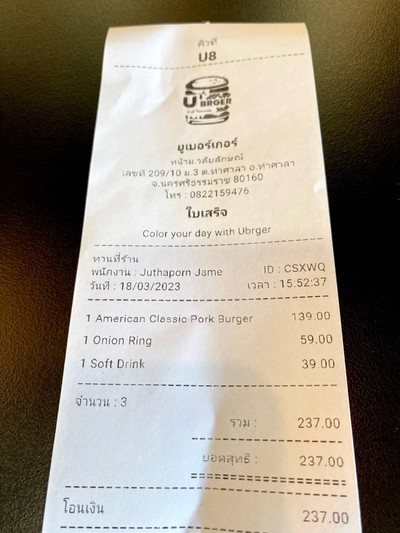 คิวที่
U8
U BRGER
ยูเบอร์เกอร์
หน้าม.วลัยลักษณ์
เลขที่ 209/10 ม.3 ต.ท่าศาลา อ.ท่าศาลา
จ.นครศรีธรรมราช 80160
โทร : 0822159476
ใบเสร็จ
Color your day with Ubrger
ทานที่ร้าน
พนักงาน : Juthaporn Jame ID : CSXWQ
วันที่ : 18/03/2023 เวลา : 15:52:37
1 American Classic Pork Burger 139.00
1 Onion Ring 59.00
1 Soft Drink 39.00
จำนวน : 3
รวม : 237.00
ยอดสุทธิ : 237.00
โอนเงิน 237.00